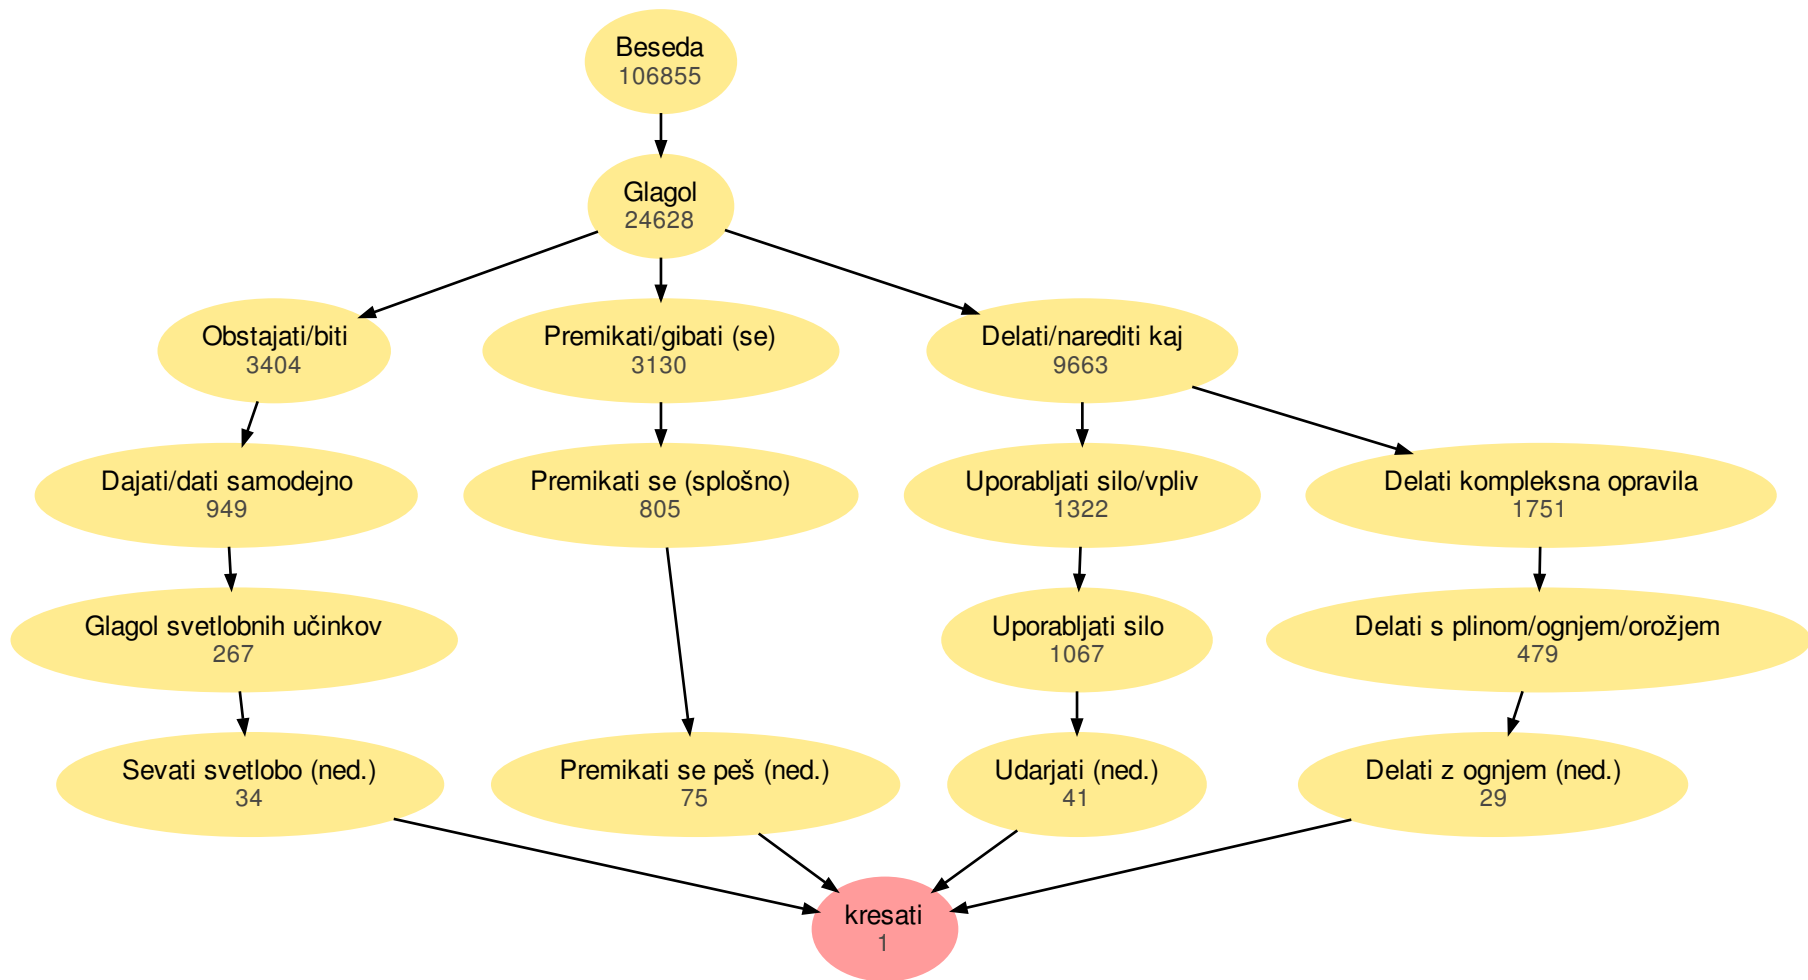 Beseda
106855
Glagol
24628
Obstajati/biti
3404
Premikati/gibati (se)
3130
Delati/narediti kaj
9663
Dajati/dati samodejno
949
Premikati se (splošno)
805
Uporabljati silo/vpliv
1322
Delati kompleksna opravila
1751
Glagol svetlobnih učinkov
267
Uporabljati silo
1067
Delati s plinom/ognjem/orožjem
479
Sevati svetlobo (ned.)
34
Premikati se peš (ned.)
75
Udarjati (ned.)
41
Delati z ognjem (ned.)
29
kresati
1